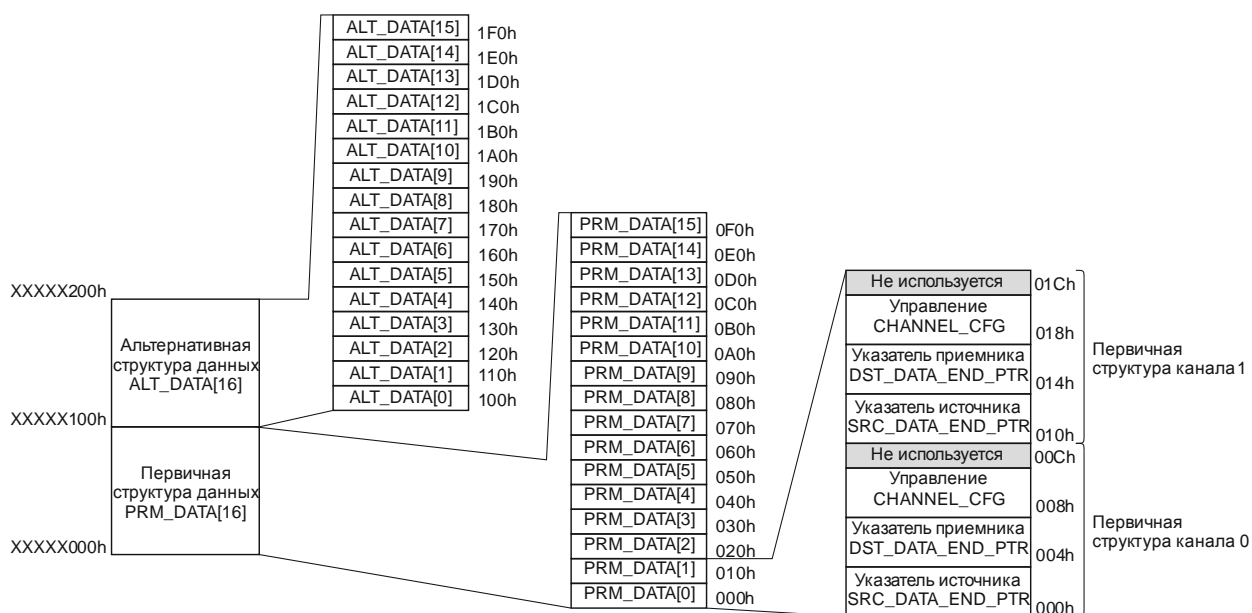 XXXXX200h
Альтернативная
структура данных
ALT_DATA[16]
XXXXX100h
Первичная
структура данных
PRM_DATA[16]
XXXXX000h
ALT_DATA[15] 1F0h
ALT_DATA[14] 1E0h
ALT_DATA[13] 1D0h
ALT_DATA[12] 1C0h
ALT_DATA[11] 1B0h
ALT_DATA[10] 1A0h
ALT_DATA[9] 190h
ALT_DATA[8] 180h
ALT_DATA[7] 170h
ALT_DATA[6] 160h
ALT_DATA[5] 150h
ALT_DATA[4] 140h
ALT_DATA[3] 130h
ALT_DATA[2] 120h
ALT_DATA[1] 110h
ALT_DATA[0] 100h
PRM_DATA[15] 0F0h
PRM_DATA[14] 0E0h
PRM_DATA[13] 0D0h
PRM_DATA[12] 0C0h
PRM_DATA[11] 0B0h
PRM_DATA[10] 0A0h
PRM_DATA[9] 090h
PRM_DATA[8] 080h
PRM_DATA[7] 070h
PRM_DATA[6] 060h
PRM_DATA[5] 050h
PRM_DATA[4] 040h
PRM_DATA[3] 030h
PRM_DATA[2] 020h
PRM_DATA[1] 010h
PRM_DATA[0] 000h
Не используется 01Ch
Управление
CHANNEL_CFG 018h
Указатель приемника
DST_DATA_END_PTR 014h
Указатель источника
SRC_DATA_END_PTR 010h
Первичная
структура канала 1
Не используется 00Ch
Управление
CHANNEL_CFG 008h
Указатель приемника
DST_DATA_END_PTR 004h
Указатель источника
SRC_DATA_END_PTR 000h
Первичная
структура канала 0